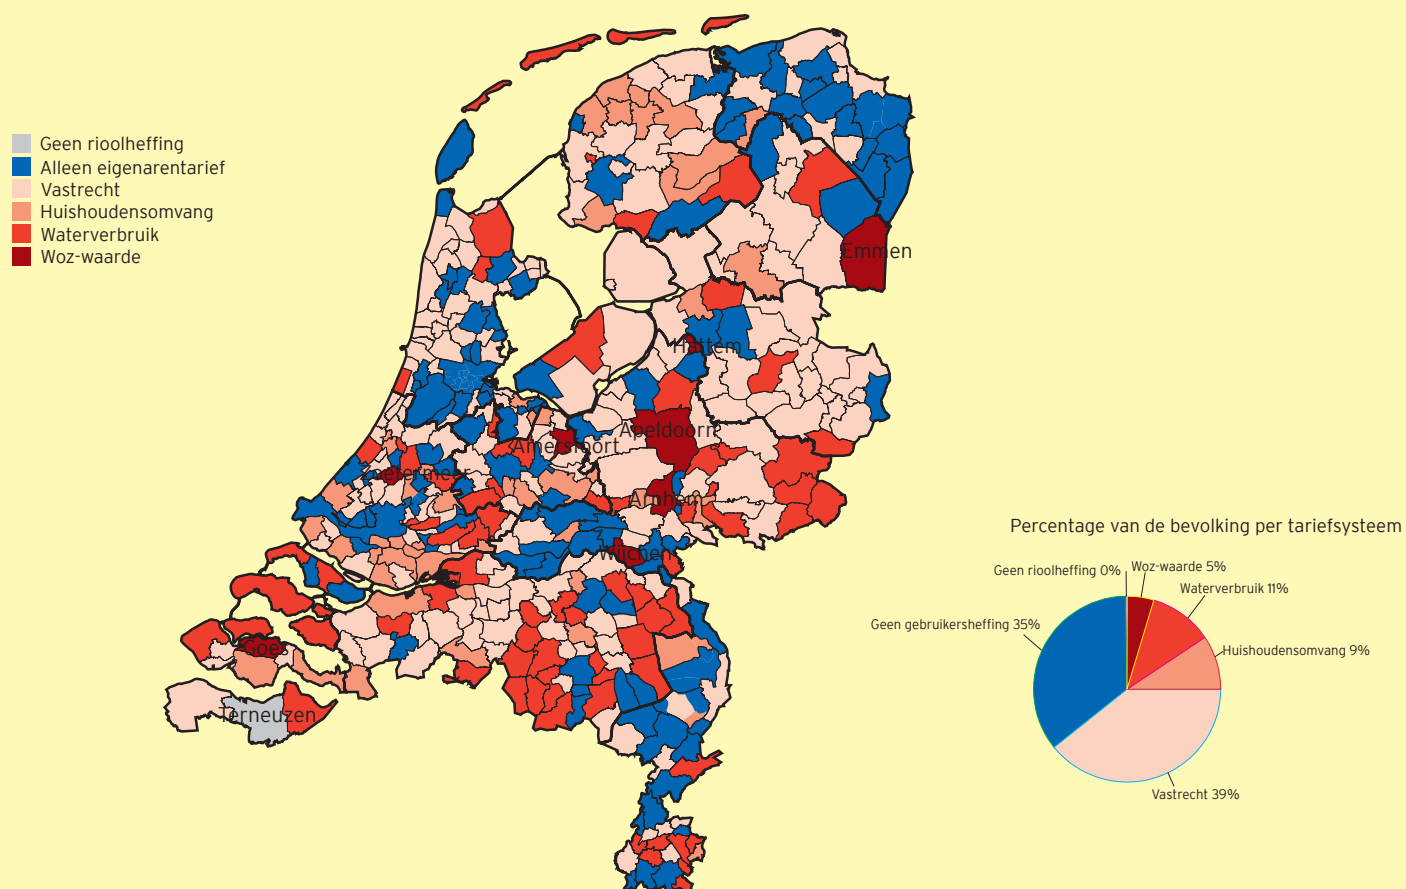 Geen rioolheffing
Alleen eigenarentarief
Vastrecht
Huishoudensomvang
Waterverbruik
Woz-waarde
Emmen
Hattem
Apeldoorn
Amersfoort
Zoetermeer
Arnhem
Wijchen
Goes
Terneuzen
Percentage van de bevolking per tariefsysteem
Geen rioolheffing 0%
Woz-waarde 5%
Waterverbruik 11%
Geen gebruikersheffing 35%
Huishoudensomvang 9%
Vastrecht 39%